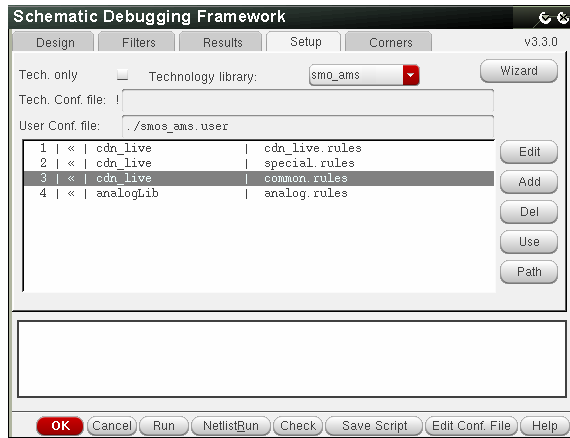 Schematic Debugging Framework
Design Filters Results Setup Corners v3.3.0
Tech. only Technology library: smo_ams Wizard
Tech. Conf. file: !
User Conf. file: ./smos_ams.user
1 | « | cdn_live | cdn_live.rules
2 | « | cdn_live | special.rules
3 | « | cdn_live | common.rules
4 | « | analogLib | analog.rules
Edit
Add
Del
Use
Path
OK Cancel Run NetlistRun Check Save Script Edit Conf. File Help